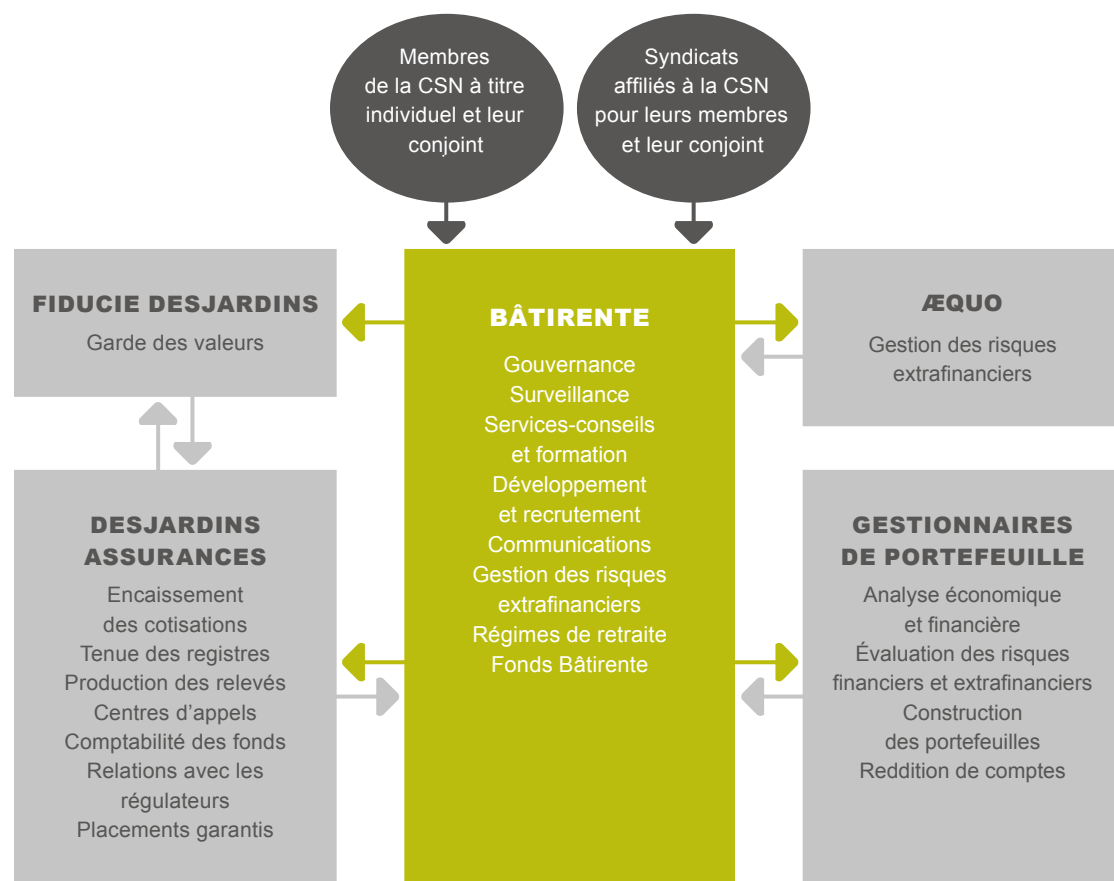 Membres
de la CSN à titre
individuel et leur
conjoint
Syndicats
affiliés à la CSN
pour leurs membres
et leur conjoint
FIDUCIE DESJARDINS
Garde des valeurs
BÂTIRENTE
Gouvernance
Surveillance
Services-conseils
et formation
Développement
et recrutement
Communications
Gestion des risques
extrafinanciers
Régimes de retraite
Fonds Bâtirente
ÆQUO
Gestion des risques
extrafinanciers
DESJARDINS
ASSURANCES
Encaissement
des cotisations
Tenue des registres
Production des relevés
Centres d’appels
Comptabilité des fonds
Relations avec les
régulateurs
Placements garantis
GESTIONNAIRES
DE PORTEFEUILLE
Analyse économique
et financière
Évaluation des risques
financiers et extrafinanciers
Construction
des portefeuilles
Reddition de comptes